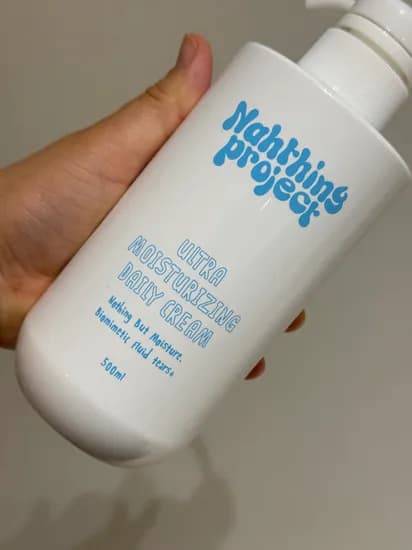 Nahthing
project
ULTRA
MOISTURIZING
DAILY CREAM
Nothing But Moisture.
Biomimetic Fluid tears+
500ml